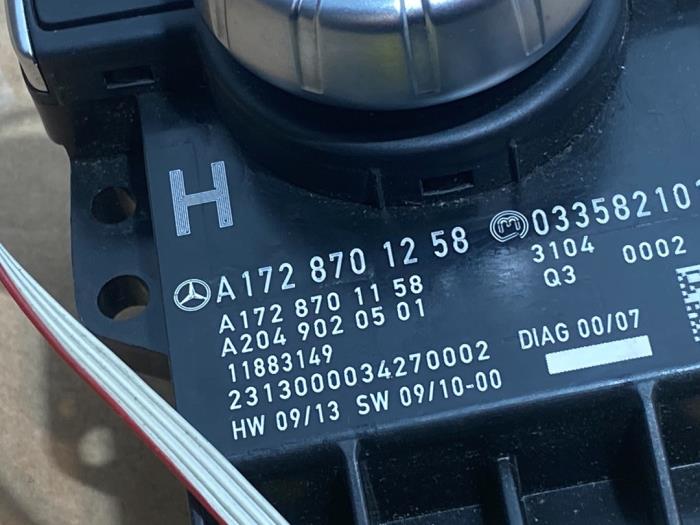 H
A172 870 12 58 033582101
3104 0002
A172 870 11 58 Q3
A204 902 05 01
11883149 DIAG 00/07
2313000034270002
HW 09/13 SW 09/10-00